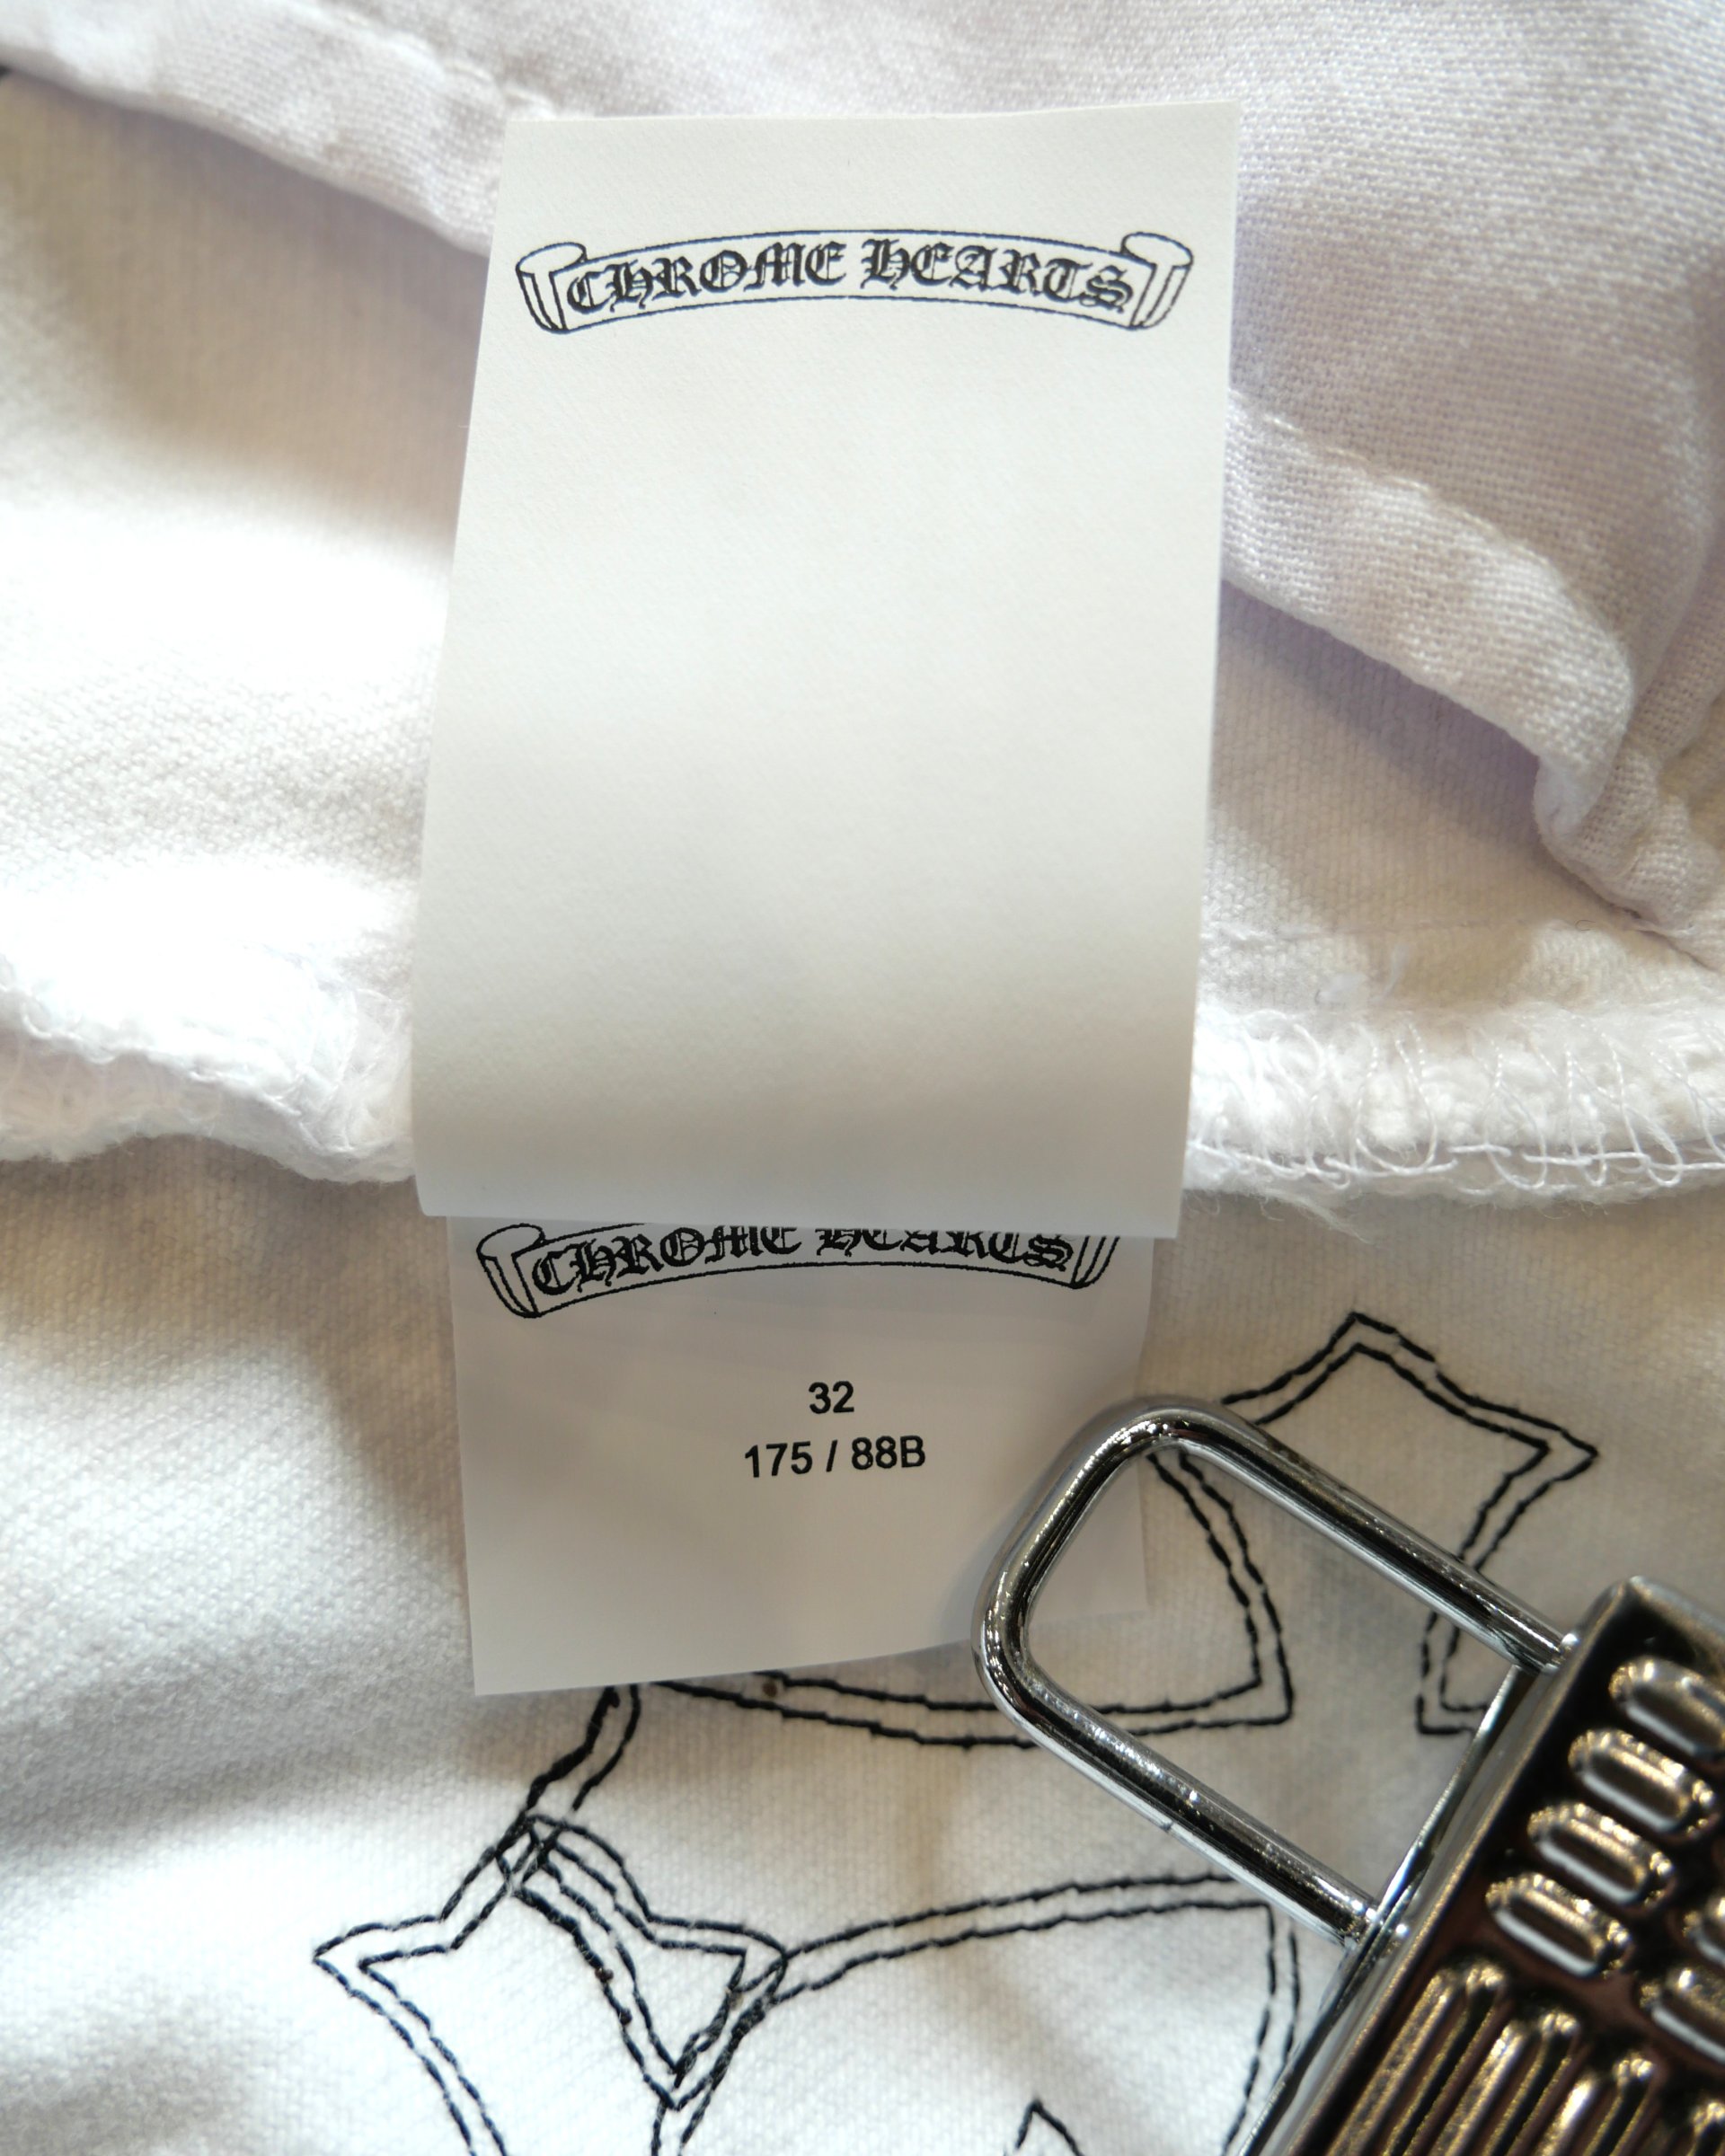 CHROME HEARTS
CHROME HEARTS
32
175 / 88B